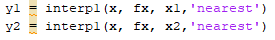 y1 = interp1(x, fx, x1,'nearest')
y2 = interp1(x, fx, x2,'nearest')